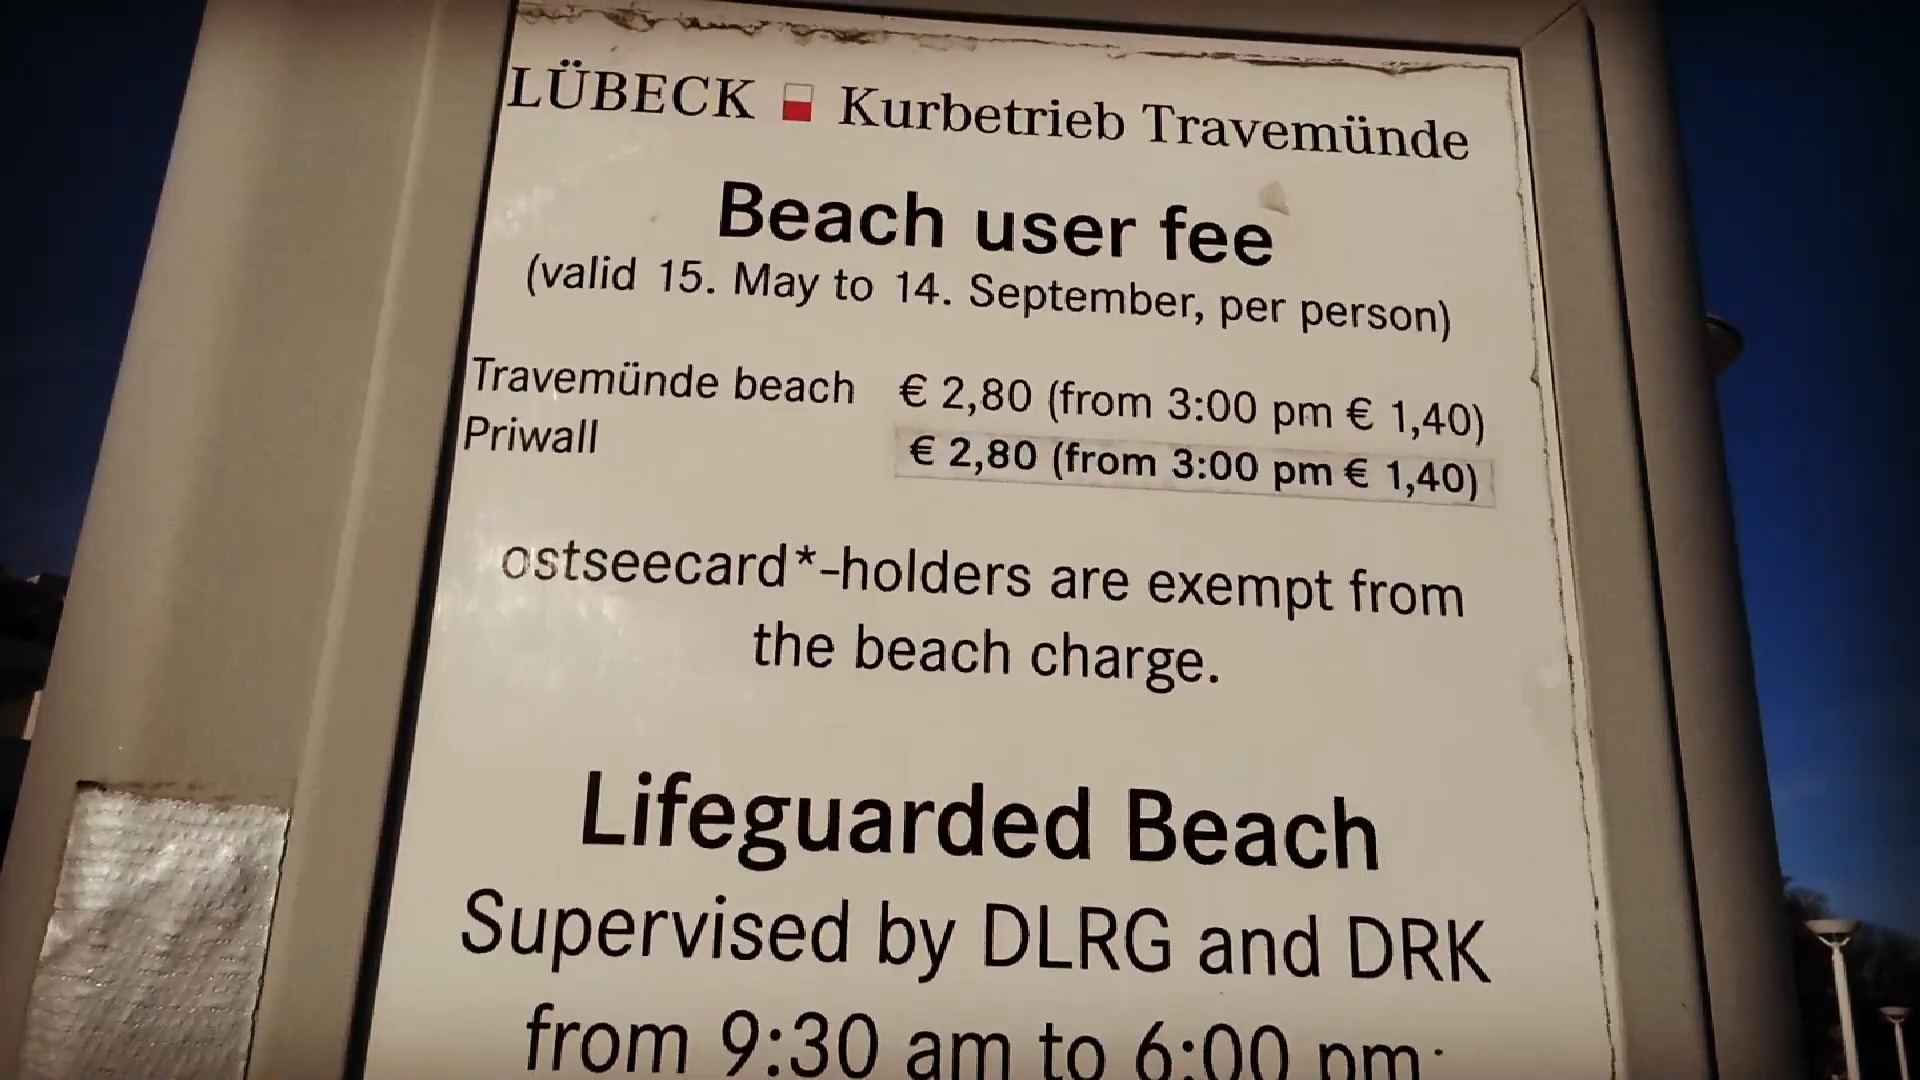 LÜBECK Kurbetrieb Travemünde
Beach user fee
(valid 15. May to 14. September, per person)
Travemünde beach € 2,80 (from 3:00 pm € 1,40)
Priwall € 2,80 (from 3:00 pm € 1,40)
ostseecard*-holders are exempt from
the beach charge.
Lifeguarded Beach
Supervised by DLRG and DRK
from 9:30 am to 6:00 pm